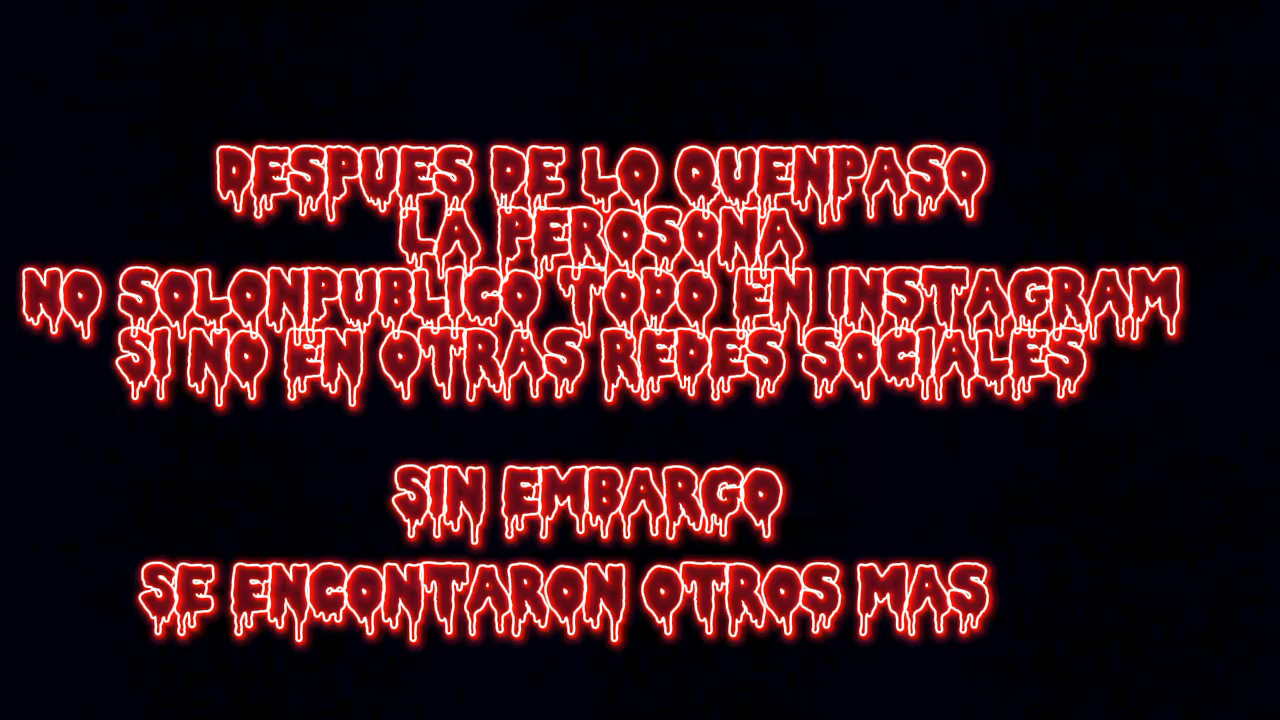 DESPUES DE LO QUENPASO
LA PEROSONA
NO SOLONPUBLICO TODO EN INSTAGRAM
SI NO EN OTRAS REDES SOCIALES
SIN EMBARGO
SE ENCONTARON OTROS MAS